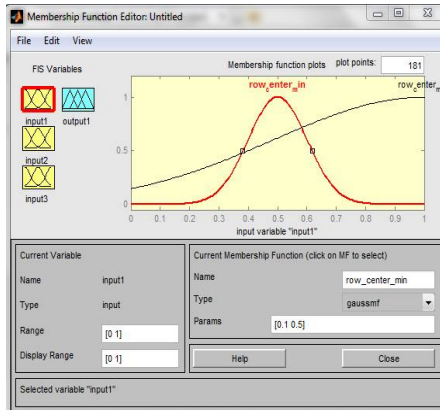 Membership Function Editor: Untitled
File Edit View
FIS Variables
Membership function plots plot points: 181
input1 output1
input2
input3
row_center_min
row_center_m
1
0.5
0
0 0.1 0.2 0.3 0.4 0.5 0.6 0.7 0.8 0.9 1
input variable "input1"
Current Variable
Name input1
Type input
Range [0 1]
Display Range [0 1]
Current Membership Function (click on MF to select)
Name row_center_min
Type gaussmf
Params [0.1 0.5]
Help Close
Selected variable "input1"